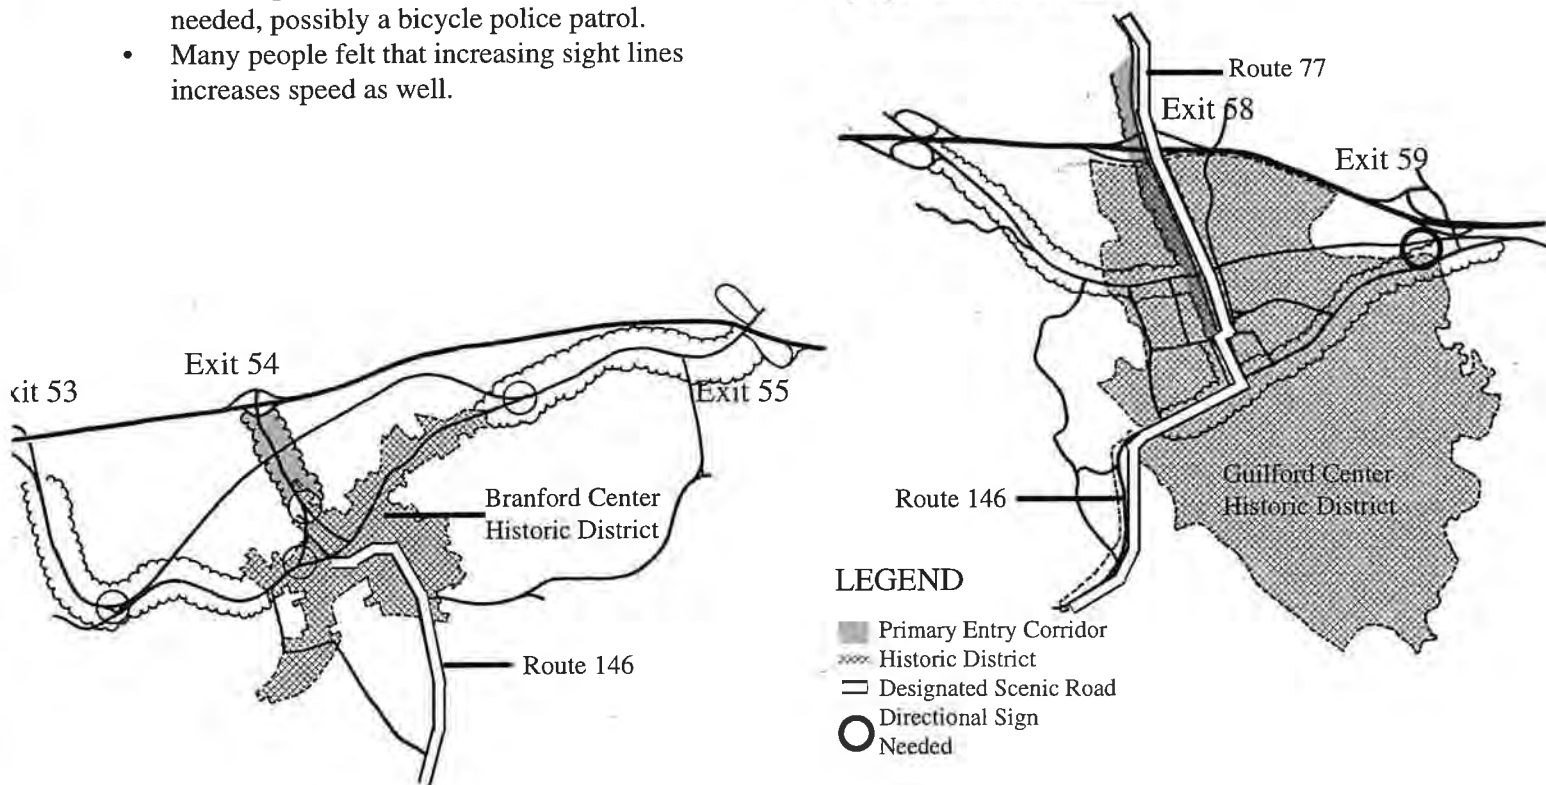 needed, possibly a bicycle police patrol.
• Many people felt that increasing sight lines
increases speed as well.
Route 77
Exit 58
Exit 59
Exit 54
xit 53
Exit 55
Branford Center
Historic District
Route 146
Guilford Center
Historic District
Route 146
LEGEND
Primary Entry Corridor
Historic District
Designated Scenic Road
Directional Sign
Needed